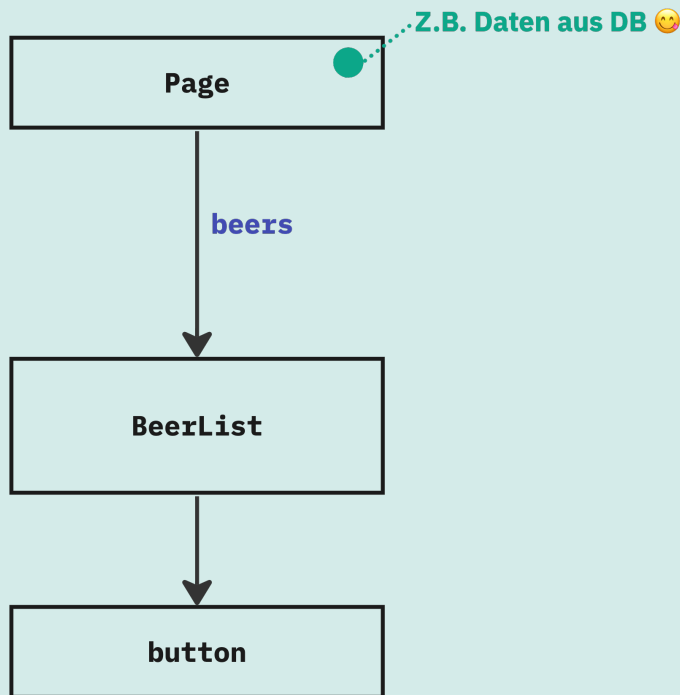 Z.B. Daten aus DB 😋
Page
beers
BeerList
button